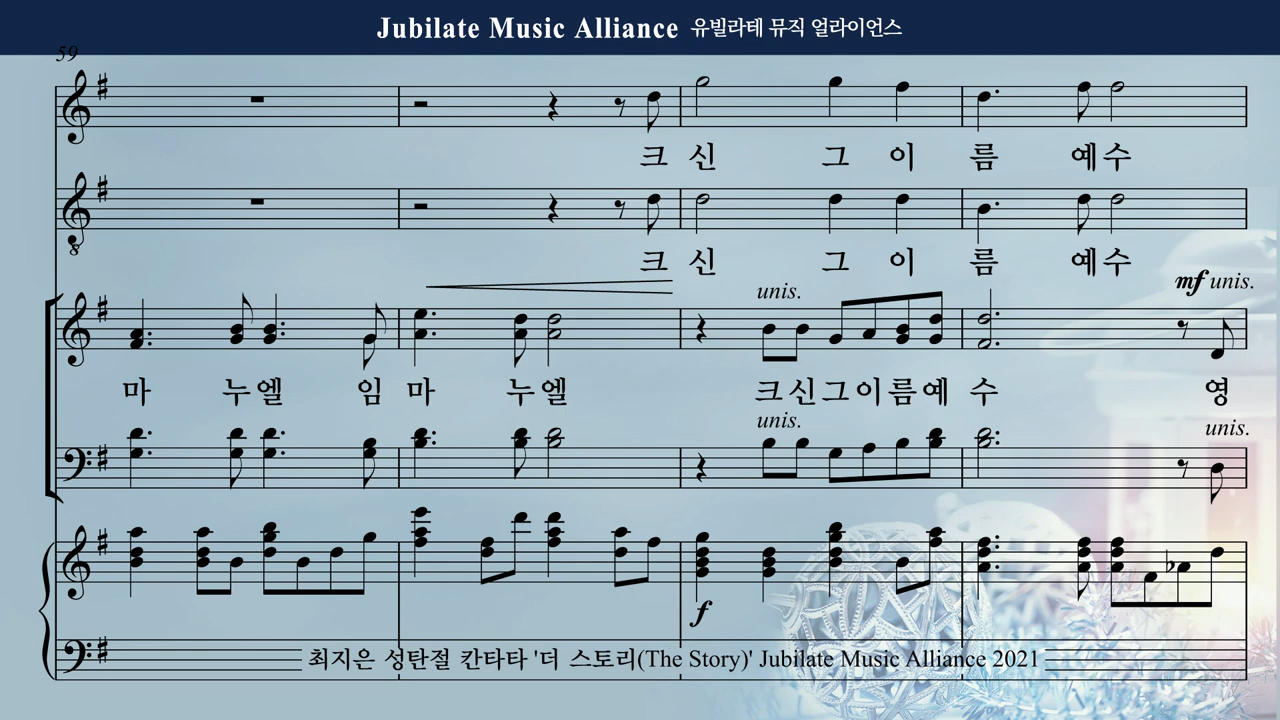 Jubilate Music Alliance 유빌라테 뮤직 얼라이언스
59
크 신 그 이 름 예 수
크 신 그 이 름 예 수
unis.
mf unis.
마 누 엘 임 마 누 엘 크 신 그 이 름 예 수 영
unis.
unis.
f
최지은 성탄절 칸타타 '더 스토리(The Story)' Jubilate Music Alliance 2021